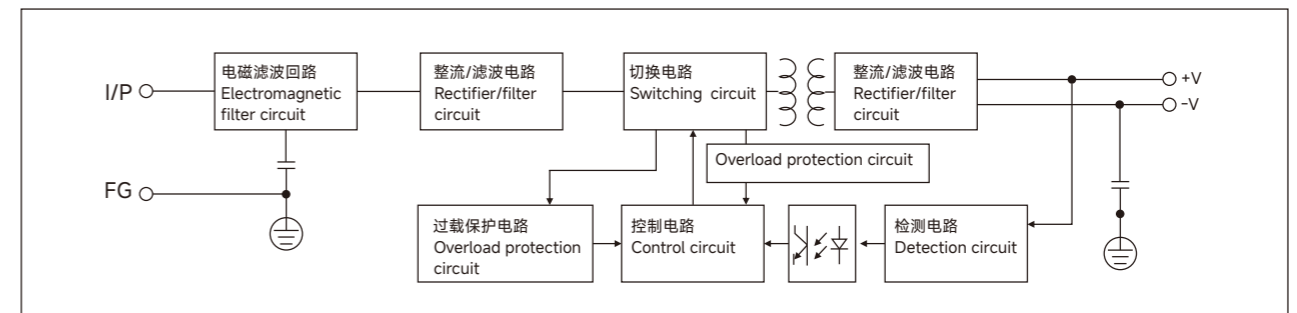 I/P
电磁滤波回路
Electromagnetic
filter circuit
整流/滤波电路
Rectifier/filter
circuit
切换电路
Switching circuit
整流/滤波电路
Rectifier/filter
circuit
+V
-V
Overload protection circuit
FG
过载保护电路
Overload protection
circuit
控制电路
Control circuit
检测电路
Detection circuit